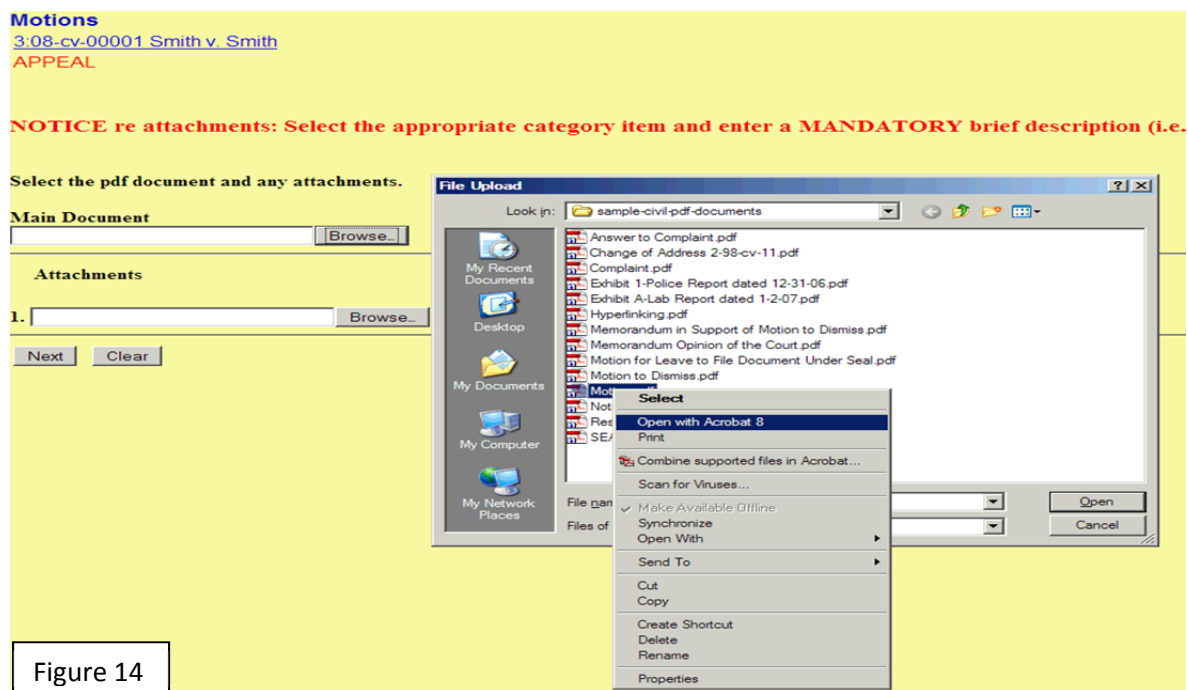 Motions
3:08-cv-00001 Smith v. Smith
APPEAL
NOTICE re attachments: Select the appropriate category item and enter a MANDATORY brief description (i.e.
Select the pdf document and any attachments.
Main Document
Browse...
Attachments
1.
Browse...
Next
Clear
File Upload
Look in:
sample-civil-pdf-documents
My Recent
Documents
Desktop
My Documents
My Computer
My Network
Places
Answer to Complaint.pdf
Change of Address 2-98-cv-11.pdf
Complaint.pdf
Exhibit 1-Police Report dated 12-31-06.pdf
Exhibit A-Lab Report dated 1-2-07.pdf
Hyperlinking.pdf
Memorandum in Support of Motion to Dismiss.pdf
Memorandum Opinion of the Court.pdf
Motion for Leave to File Document Under Seal.pdf
Motion to Dismiss.pdf
Not
Res
SEA
Select
Open with Acrobat 8
Print
Combine supported files in Acrobat...
Scan for Viruses...
Make Available Offline
Synchronize
Open With
Send To
Cut
Copy
Create Shortcut
Delete
Rename
Properties
File nam
Files of
Open
Cancel
Figure 14